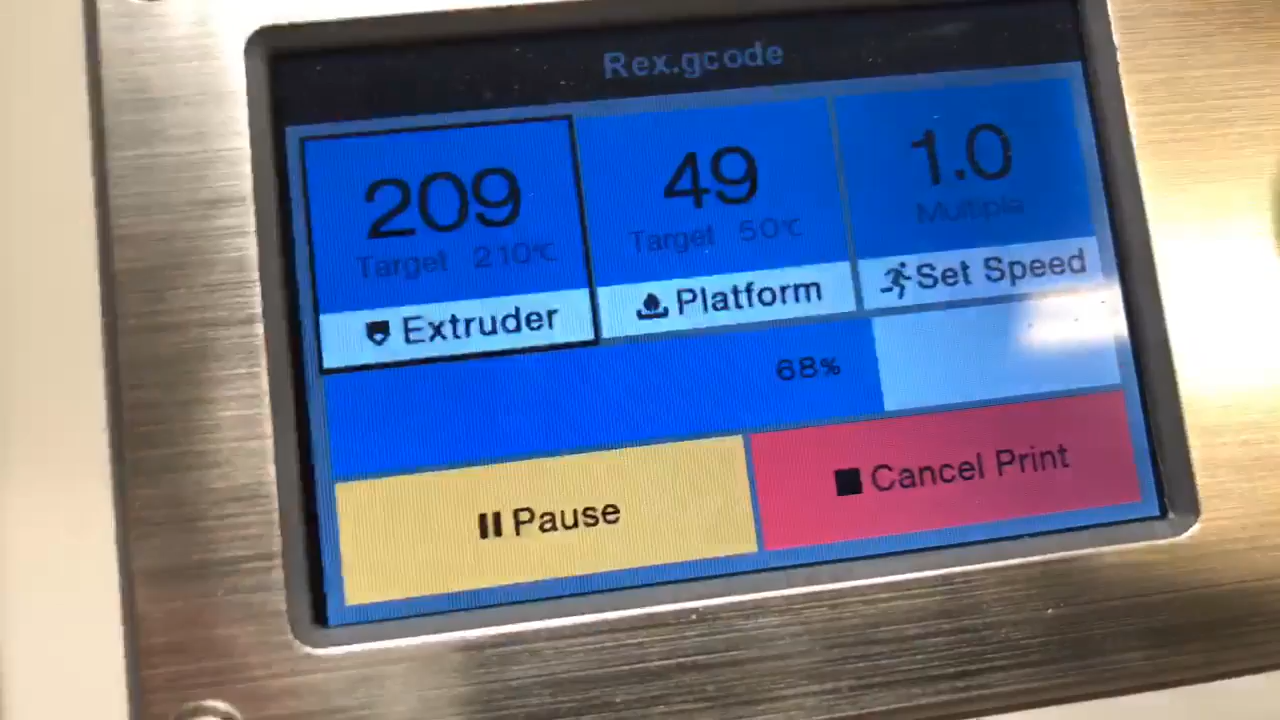 Rex.gcode
209
Target 210℃
Extruder
49
Target 50℃
Platform
1.0
Multiple
Set Speed
68%
Pause
Cancel Print